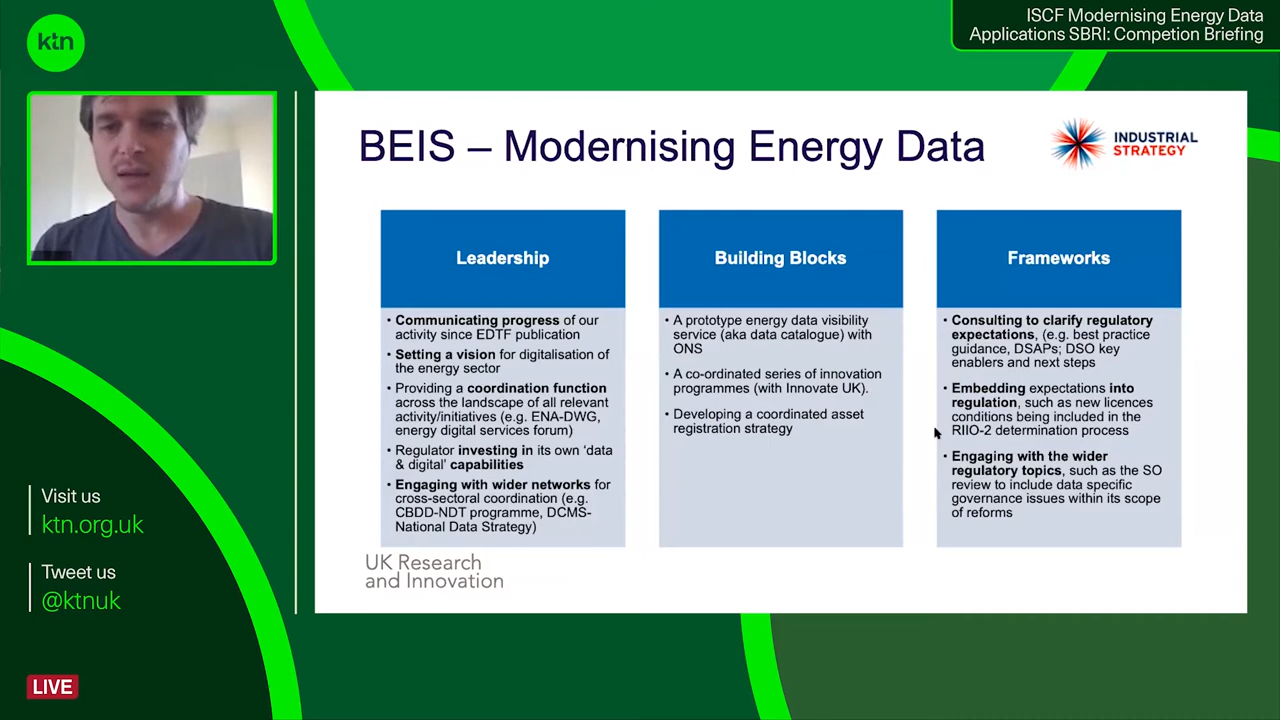 ktn
ISCF Modernising Energy Data
Applications SBRI: Competion Briefing
BEIS – Modernising Energy Data
INDUSTRIAL
STRATEGY
Leadership
• Communicating progress of our
activity since EDTF publication
• Setting a vision for digitalisation of
the energy sector
• Providing a coordination function
across the landscape of all relevant
activity/initiatives (e.g. ENA-DWG,
energy digital services forum)
• Regulator investing in its own ‘data
& digital’ capabilities
• Engaging with wider networks for
cross-sectoral coordination (e.g.
CBDD-NDT programme, DCMS-
National Data Strategy)
Building Blocks
• A prototype energy data visibility
service (aka data catalogue) with
ONS
• A co-ordinated series of innovation
programmes (with Innovate UK).
• Developing a coordinated asset
registration strategy
Frameworks
• Consulting to clarify regulatory
expectations, (e.g. best practice
guidance, DSAPs; DSO key
enablers and next steps
• Embedding expectations into
regulation, such as new licences
conditions being included in the
RIIO-2 determination process
• Engaging with the wider
regulatory topics, such as the SO
review to include data specific
governance issues within its scope
of reforms
UK Research
and Innovation
Visit us
ktn.org.uk
Tweet us
@ktnuk
LIVE